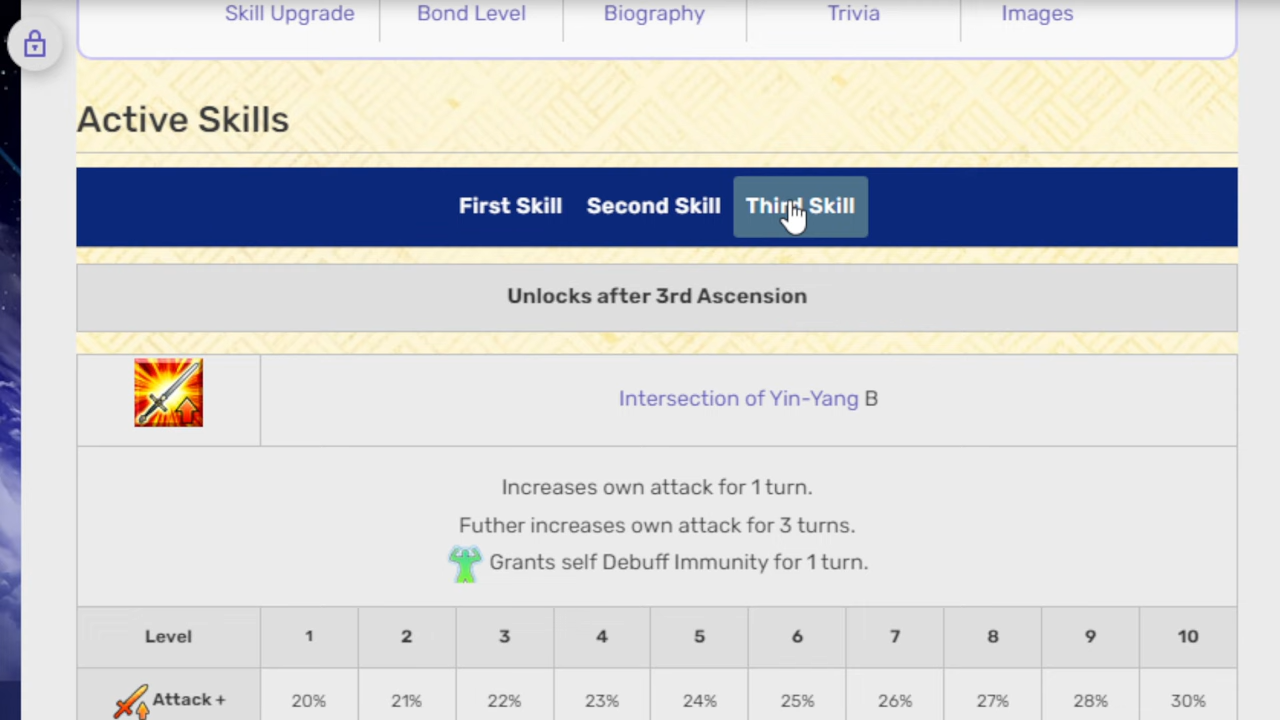 Skill Upgrade Bond Level Biography Trivia Images
Active Skills
First Skill Second Skill Third Skill
Unlocks after 3rd Ascension
Intersection of Yin-Yang B
Increases own attack for 1 turn.
Futher increases own attack for 3 turns.
Grants self Debuff Immunity for 1 turn.
Level 1 2 3 4 5 6 7 8 9 10
Attack + 20% 21% 22% 23% 24% 25% 26% 27% 28% 30%